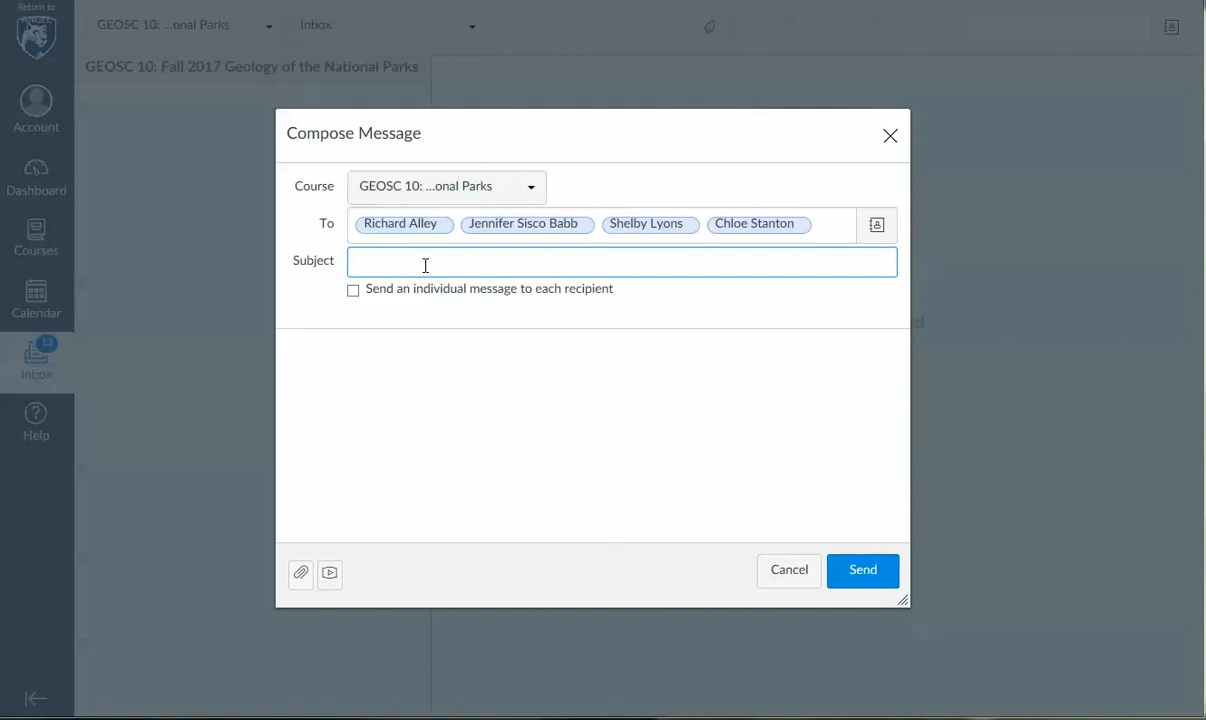 Return to
ANGEL
GEOSC 10: ...onal Parks
Inbox
GEOSC 10: Fall 2017 Geology of the National Parks
Account
Dashboard
Courses
Calendar
12
Inbox
Help
Compose Message
Course
GEOSC 10: ...onal Parks
To
Richard Alley
Jennifer Sisco Babb
Shelby Lyons
Chloe Stanton
Subject
Send an individual message to each recipient
Cancel
Send